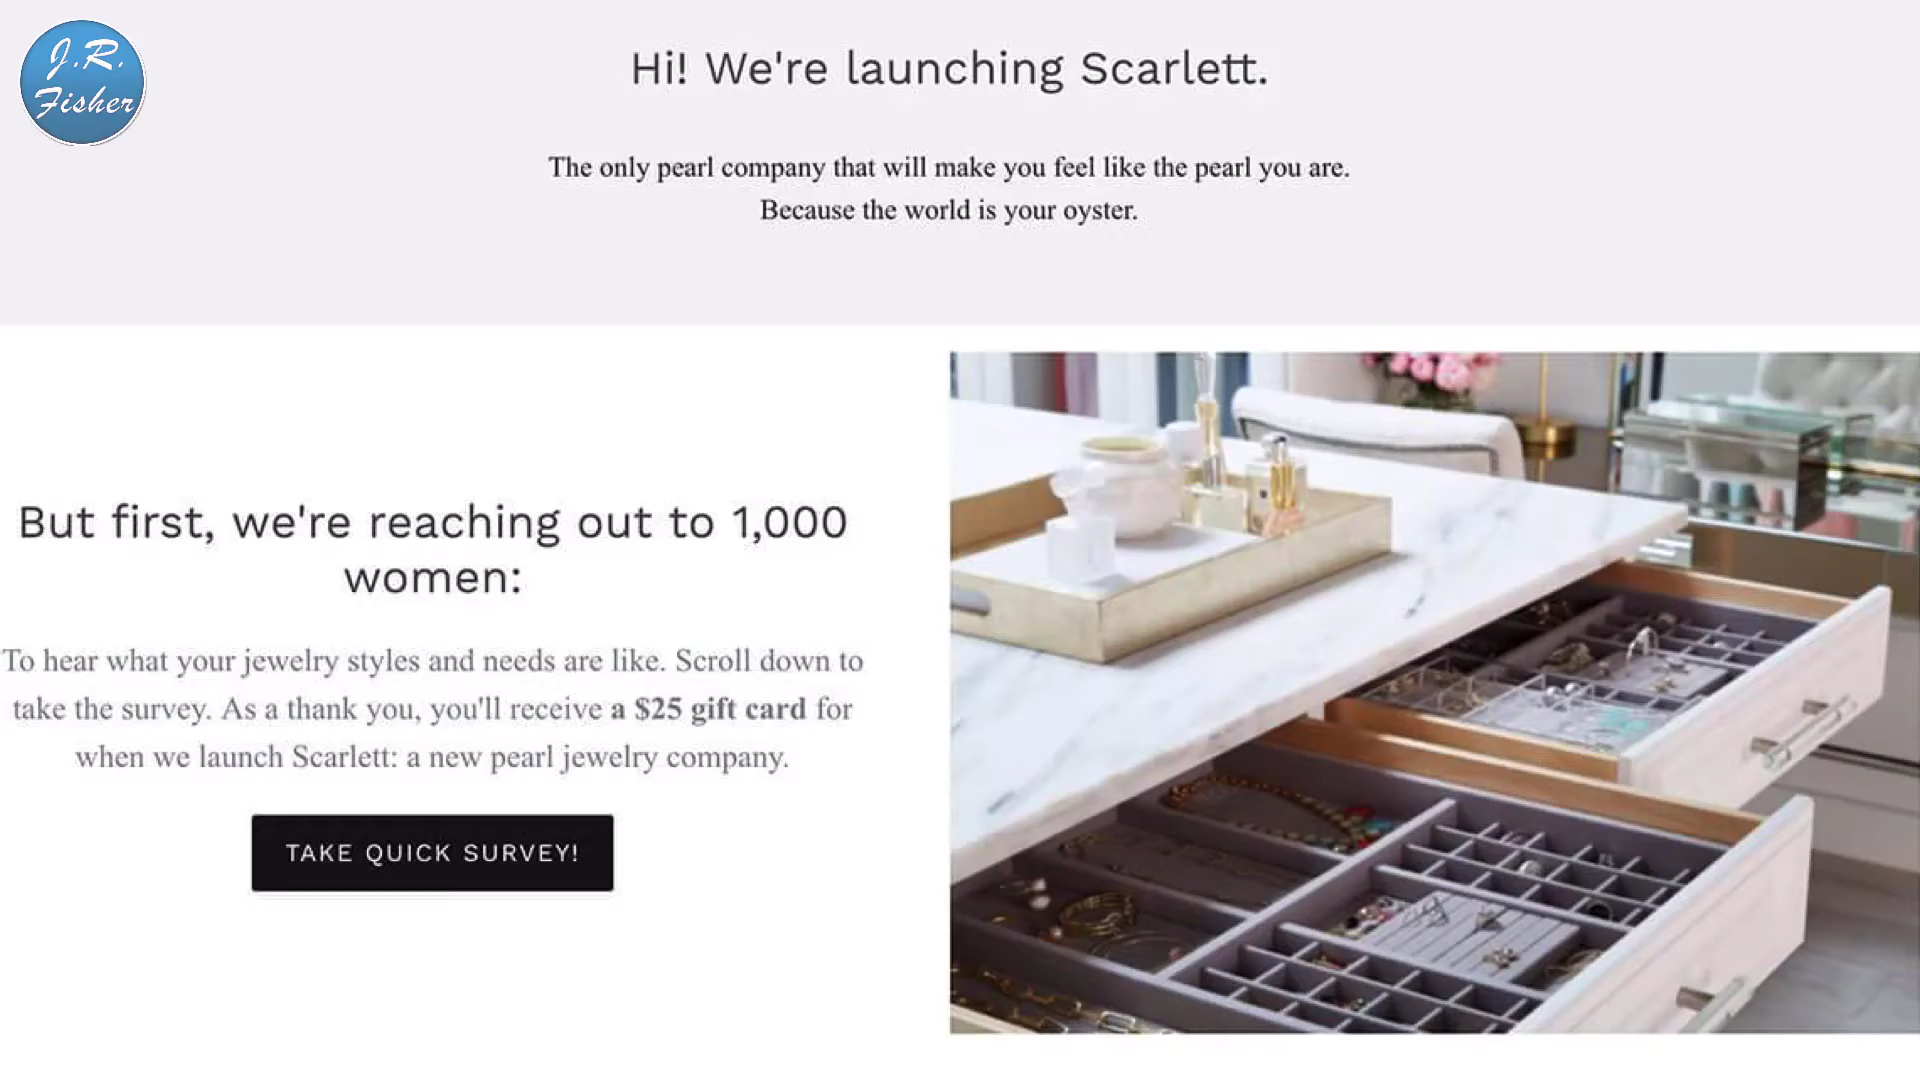 J.R.
Fisher
Hi! We're launching Scarlett.
The only pearl company that will make you feel like the pearl you are.
Because the world is your oyster.
But first, we're reaching out to 1,000
women:
To hear what your jewelry styles and needs are like. Scroll down to
take the survey. As a thank you, you'll receive a $25 gift card for
when we launch Scarlett: a new pearl jewelry company.
TAKE QUICK SURVEY!